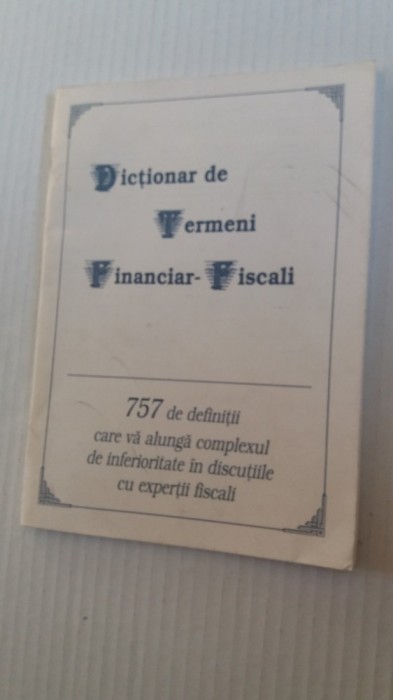 Dicționar de
Termeni
Financiar- Fiscali
757 de definiții
care vă alungă complexul
de inferioritate în discuțiile
cu experții fiscali